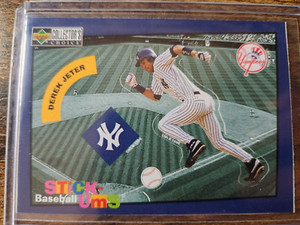 COLLECTOR'S
CHOICE
DEREK JETER
NY
STICK-
Baseball Ums